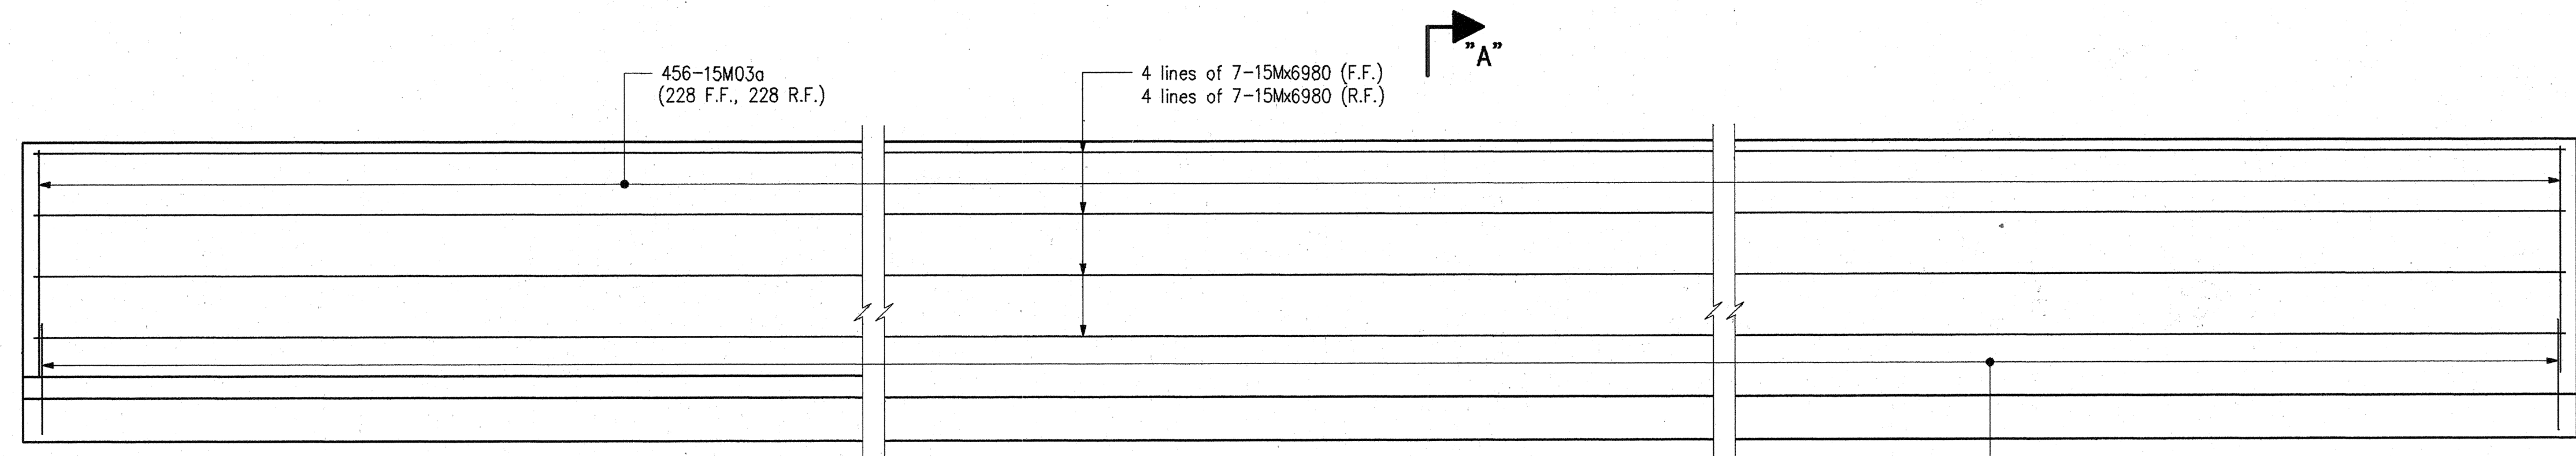 "A"
456-15M03a
(228 F.F., 228 R.F.)
4 lines of 7-15Mx6980 (F.F.)
4 lines of 7-15Mx6980 (R.F.)